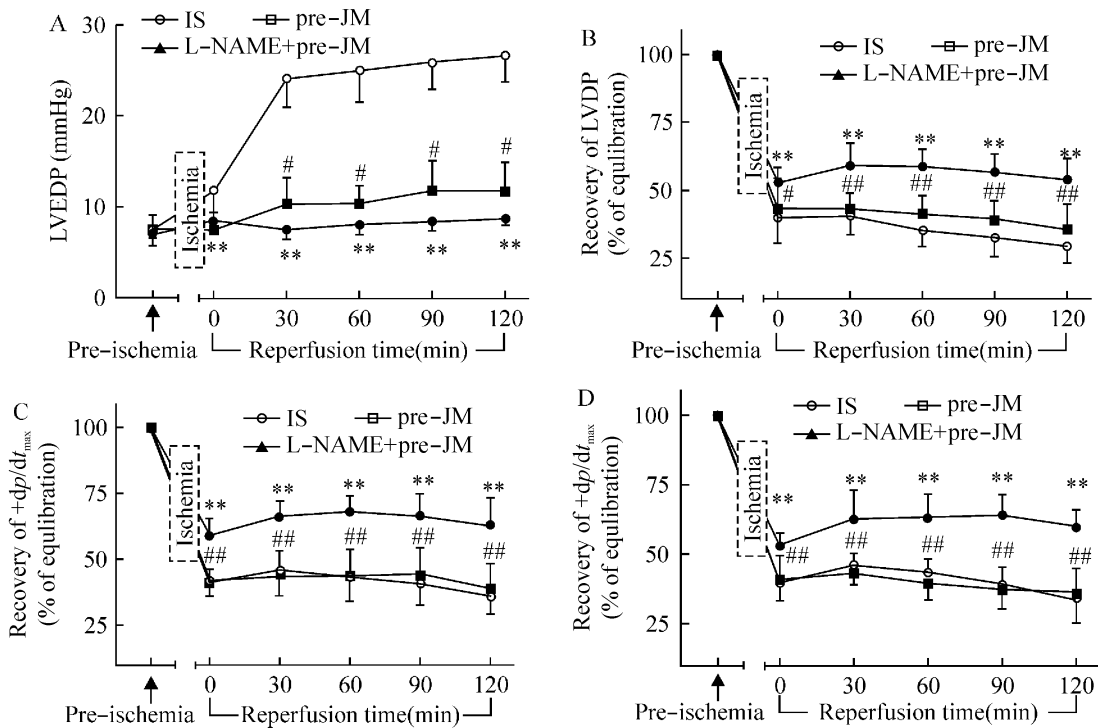 A
IS
pre-JM
L-NAME+pre-JM
30
20
10
0
LVEDP (mmHg)
Ischemia
# # # #
** ** ** ** **
0 30 60 90 120
Pre-ischemia
Reperfusion time(min)
B
IS
pre-JM
L-NAME+pre-JM
100
75
50
25
Recovery of LVDP
(% of equlibration)
Ischemia
** ** ** ** **
# ## ## ## ##
0 30 60 90 120
Pre-ischemia
Reperfusion time(min)
C
IS
pre-JM
L-NAME+pre-JM
100
75
50
25
Recovery of +dp/dtmax
(% of equlibration)
Ischemia
** ** ** ** **
## ## ## ## ##
0 30 60 90 120
Pre-ischemia
Reperfusion time(min)
D
IS
pre-JM
L-NAME+pre-JM
100
75
50
25
Recovery of +dp/dtmax
(% of equlibration)
Ischemia
** ** ** ** **
## ## ## ## ##
0 30 60 90 120
Pre-ischemia
Reperfusion time(min)